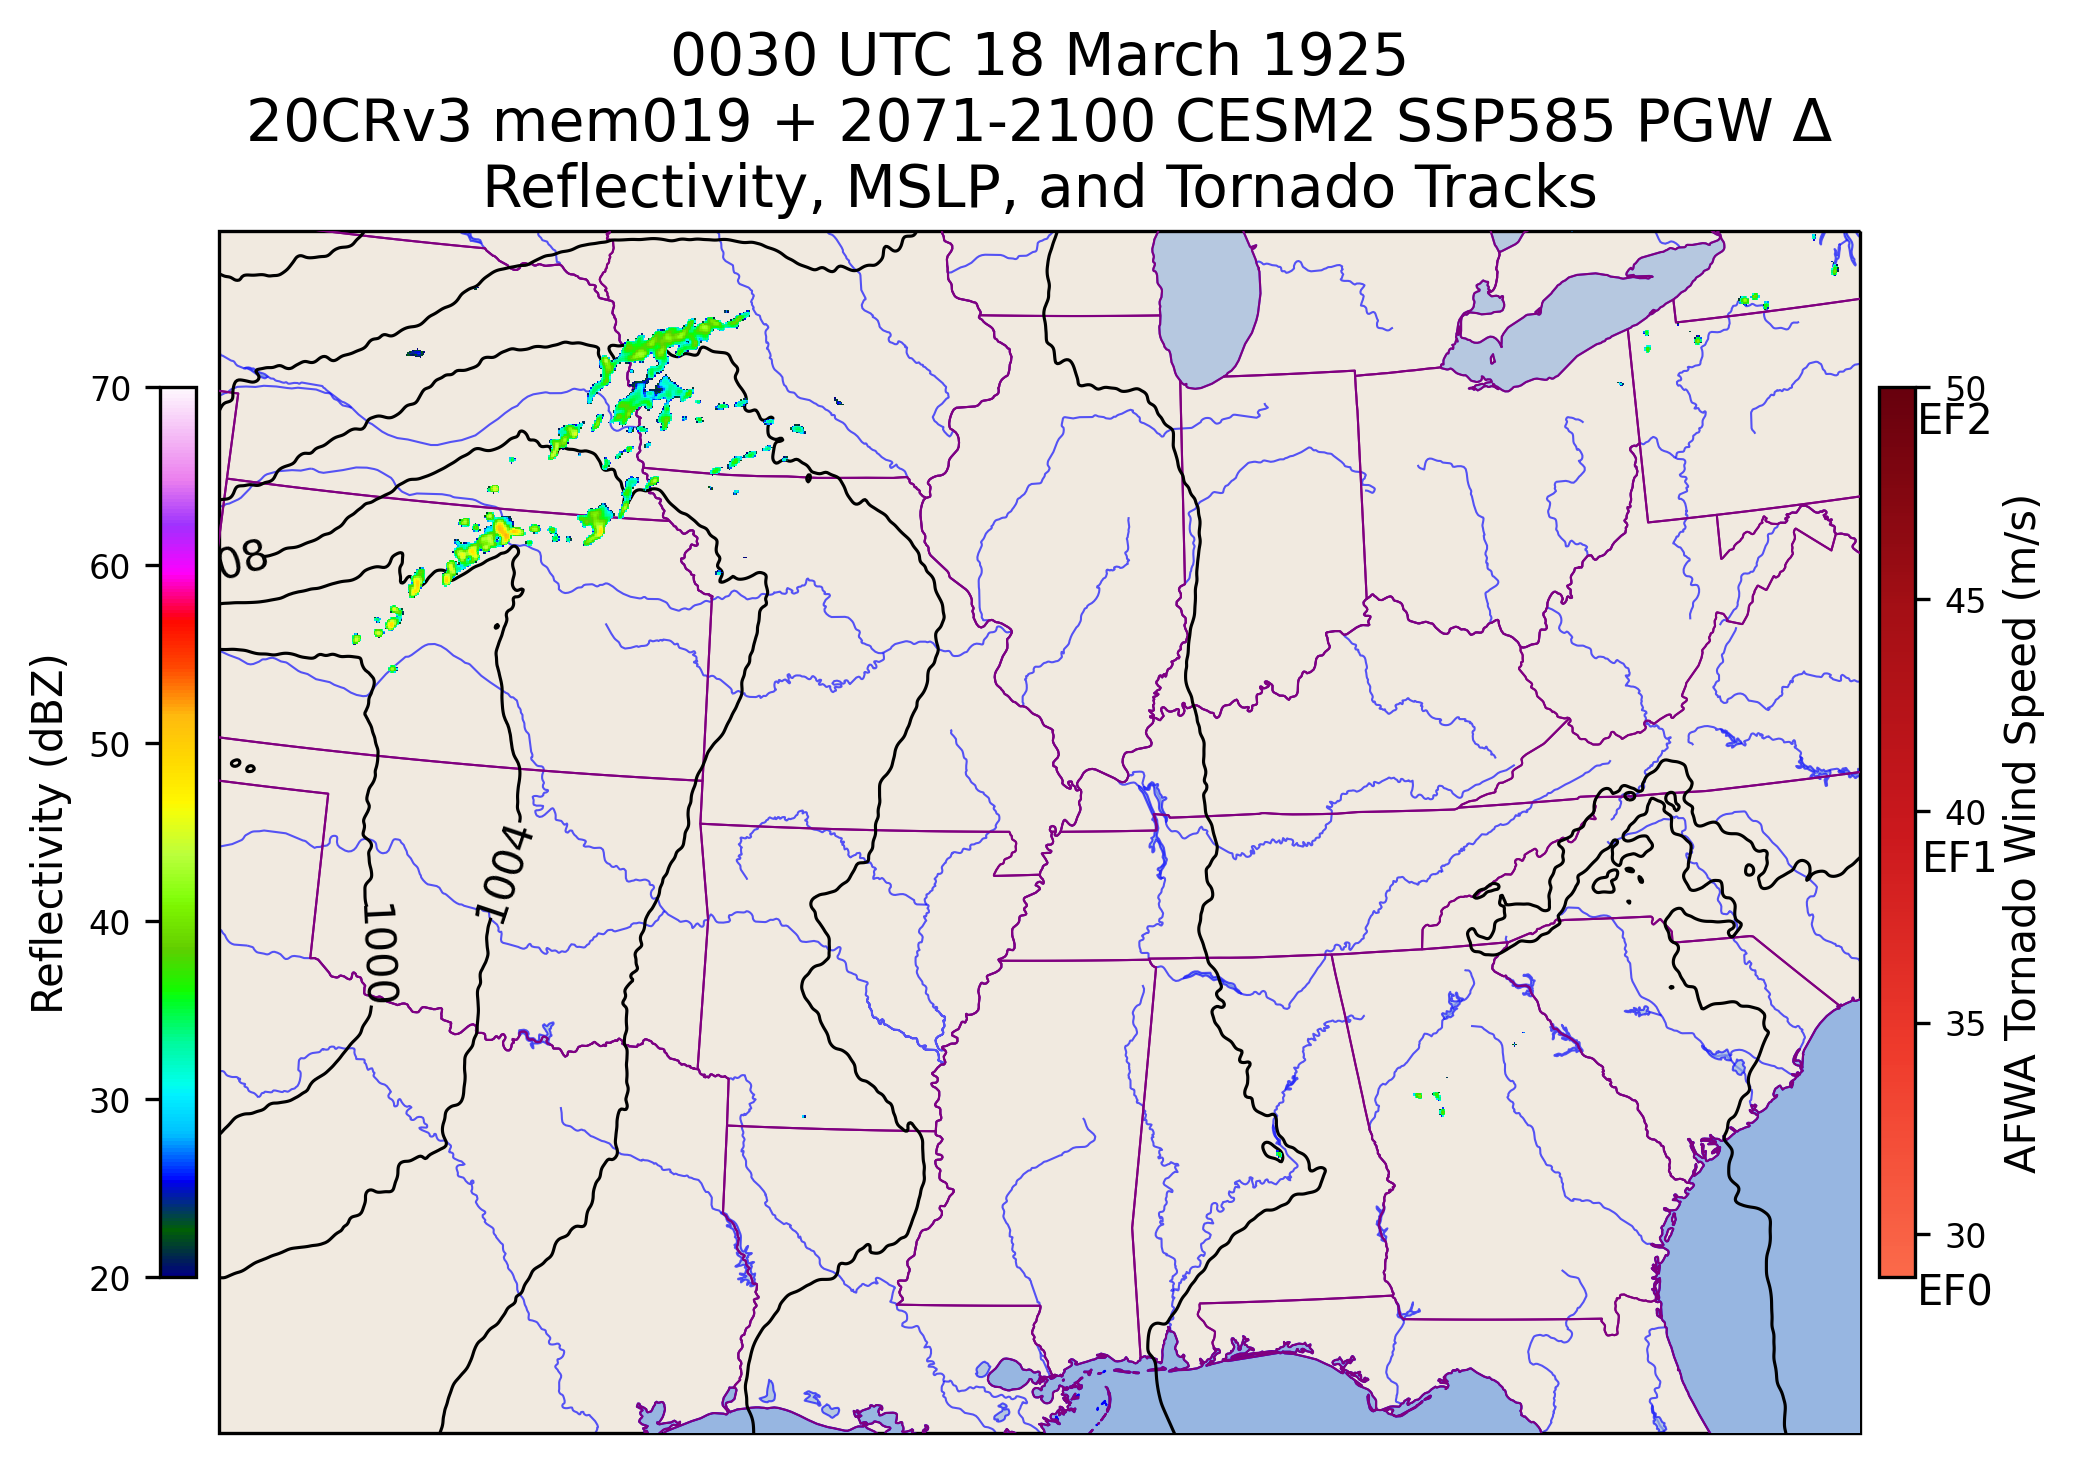 0030 UTC 18 March 1925
20CRv3 mem019 + 2071-2100 CESM2 SSP585 PGW Δ
Reflectivity, MSLP, and Tornado Tracks
70
60
50
40
30
20
Reflectivity (dBZ)
08
1004
1000
50
EF2
45
40
EF1
35
30
EF0
AFWA Tornado Wind Speed (m/s)